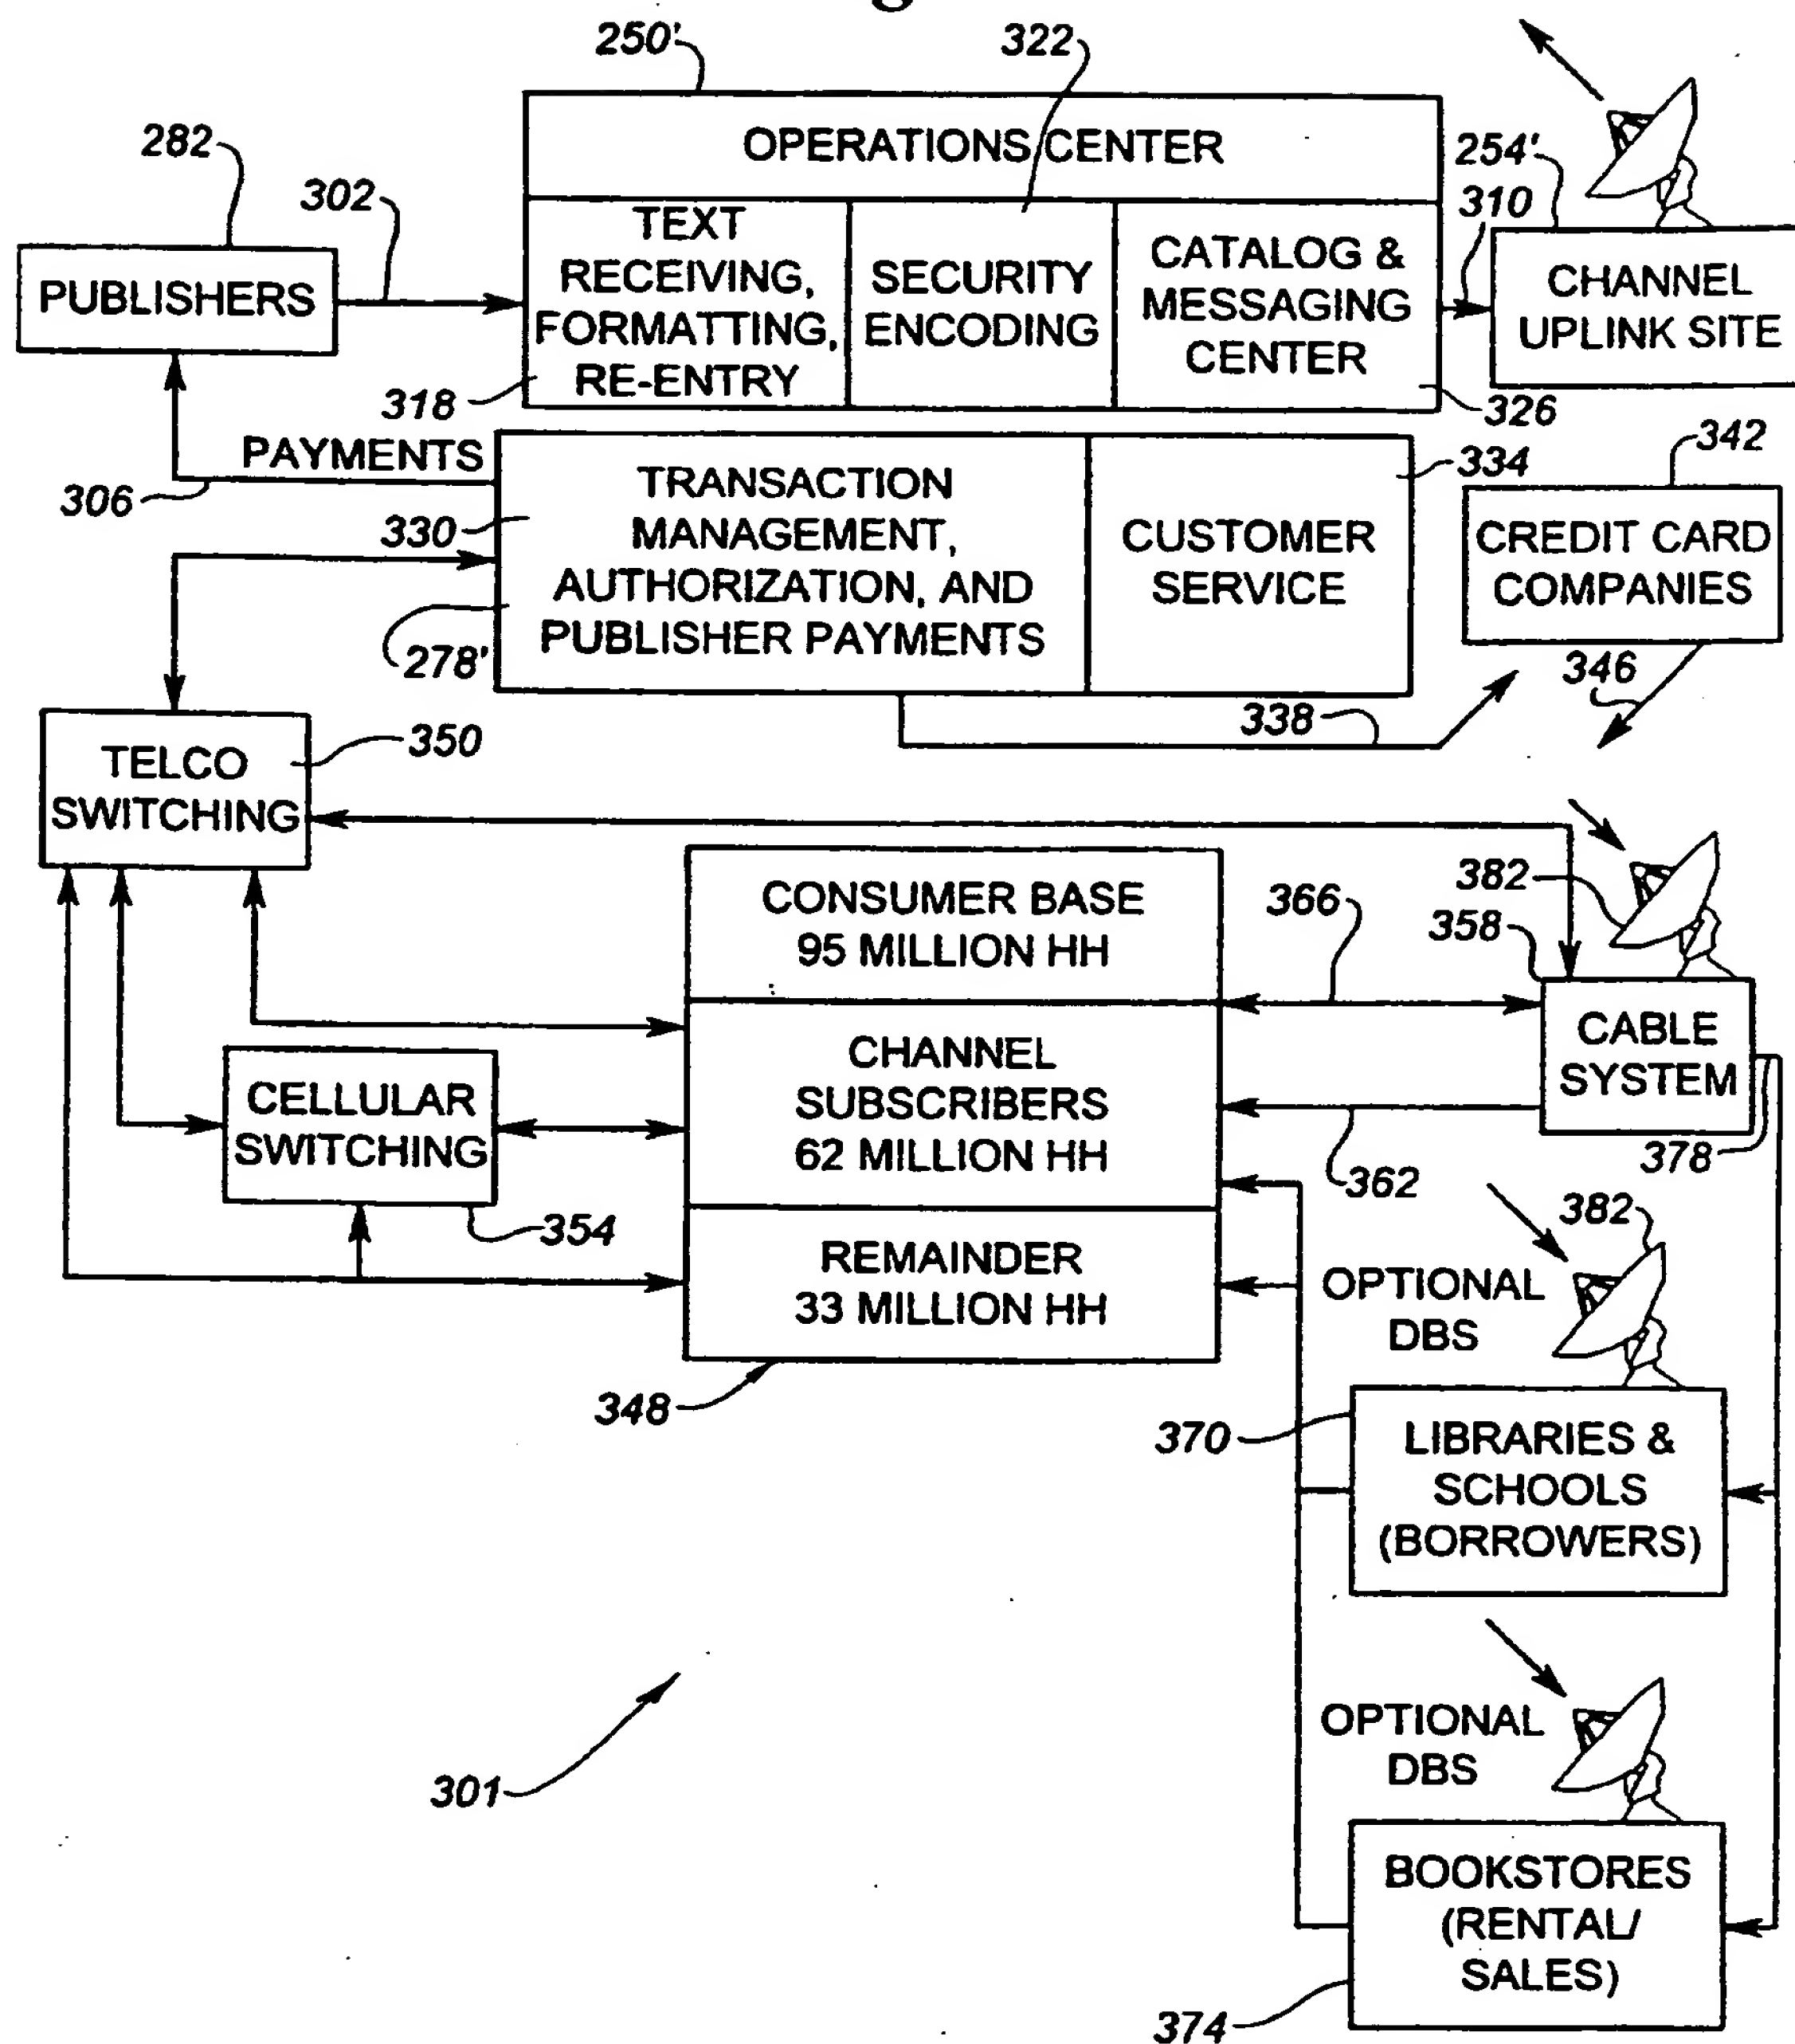 g
250'
322
OPERATIONS CENTER
282
302
254'
310
TEXT
RECEIVING,
FORMATTING,
RE-ENTRY
SECURITY
ENCODING
CATALOG &
MESSAGING
CENTER
PUBLISHERS
CHANNEL
UPLINK SITE
318
326
342
PAYMENTS
306
330
TRANSACTION
MANAGEMENT,
AUTHORIZATION, AND
PUBLISHER PAYMENTS
CUSTOMER
SERVICE
334
CREDIT CARD
COMPANIES
278'
346
338
TELCO
SWITCHING
350
CONSUMER BASE
95 MILLION HH
366
382
358
CHANNEL
SUBSCRIBERS
62 MILLION HH
CABLE
SYSTEM
CELLULAR
SWITCHING
362
378
354
382
REMAINDER
33 MILLION HH
OPTIONAL
DBS
348
370
LIBRARIES &
SCHOOLS
(BORROWERS)
OPTIONAL
DBS
301
BOOKSTORES
(RENTAL/
SALES)
374